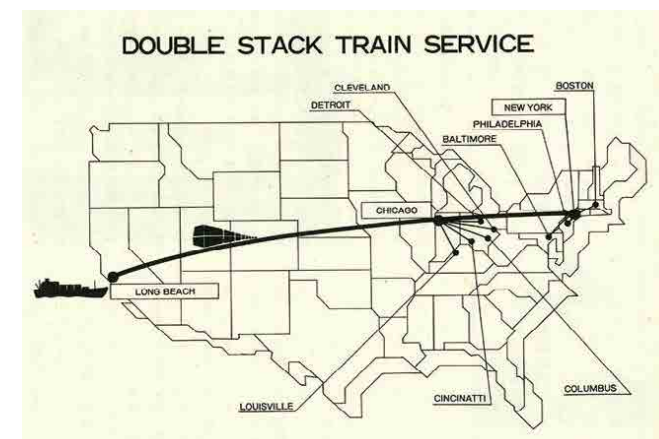 DOUBLE STACK TRAIN SERVICE
CLEVELAND
BOSTON
DETROIT
NEW YORK
PHILADELPHIA
BALTIMORE
CHICAGO
LONG BEACH
LOUISVILLE
CINCINATTI
COLUMBUS